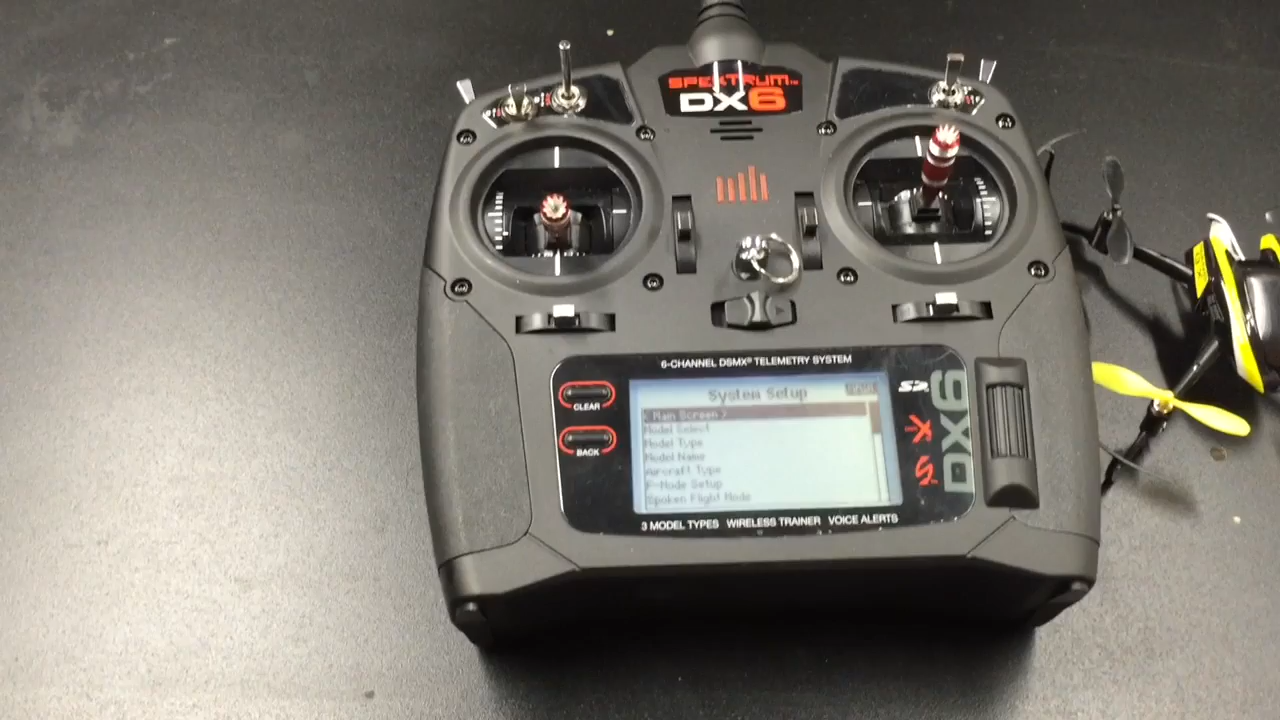 SPEKTRUM
DX6
6-CHANNEL DSMX® TELEMETRY SYSTEM
CLEAR
BACK
System Setup
< Main Screen >
Model Select
Model Type
Model Name
Aircraft Type
F-Mode Setup
Spoken Flight Mode
SD
DX6
3 MODEL TYPES WIRELESS TRAINER VOICE ALERTS